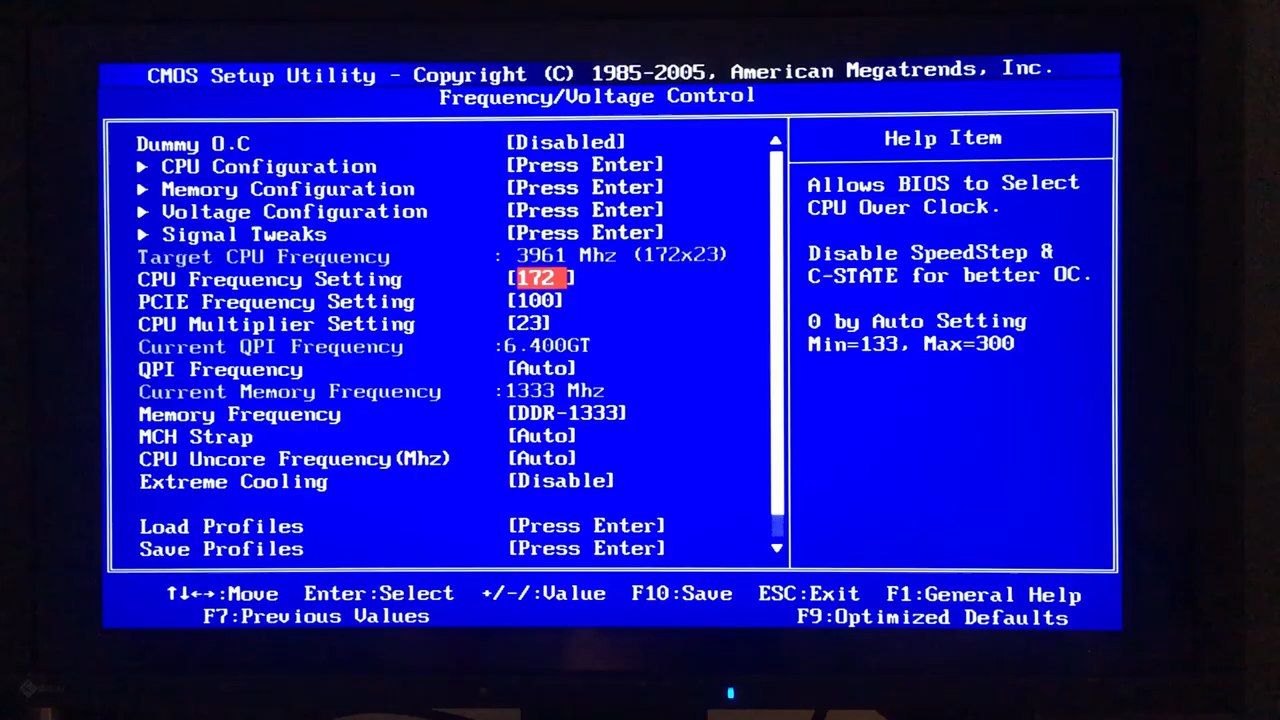 CMOS Setup Utility - Copyright (C) 1985-2005, American Megatrends, Inc.
Frequency/Voltage Control
Dummy O.C [Disabled]
► CPU Configuration [Press Enter]
► Memory Configuration [Press Enter]
► Voltage Configuration [Press Enter]
► Signal Tweaks [Press Enter]
Target CPU Frequency : 3961 Mhz (172x23)
CPU Frequency Setting [172 ]
PCIE Frequency Setting [100]
CPU Multiplier Setting [23]
Current QPI Frequency :6.400GT
QPI Frequency [Auto]
Current Memory Frequency :1333 Mhz
Memory Frequency [DDR-1333]
MCH Strap [Auto]
CPU Uncore Frequency(Mhz) [Auto]
Extreme Cooling [Disable]
Load Profiles [Press Enter]
Save Profiles [Press Enter]
Help Item
Allows BIOS to Select
CPU Over Clock.
Disable SpeedStep &
C-STATE for better OC.
0 by Auto Setting
Min=133, Max=300
↑↓←→:Move Enter:Select +/-/:Value F10:Save ESC:Exit F1:General Help
F7:Previous Values F9:Optimized Defaults